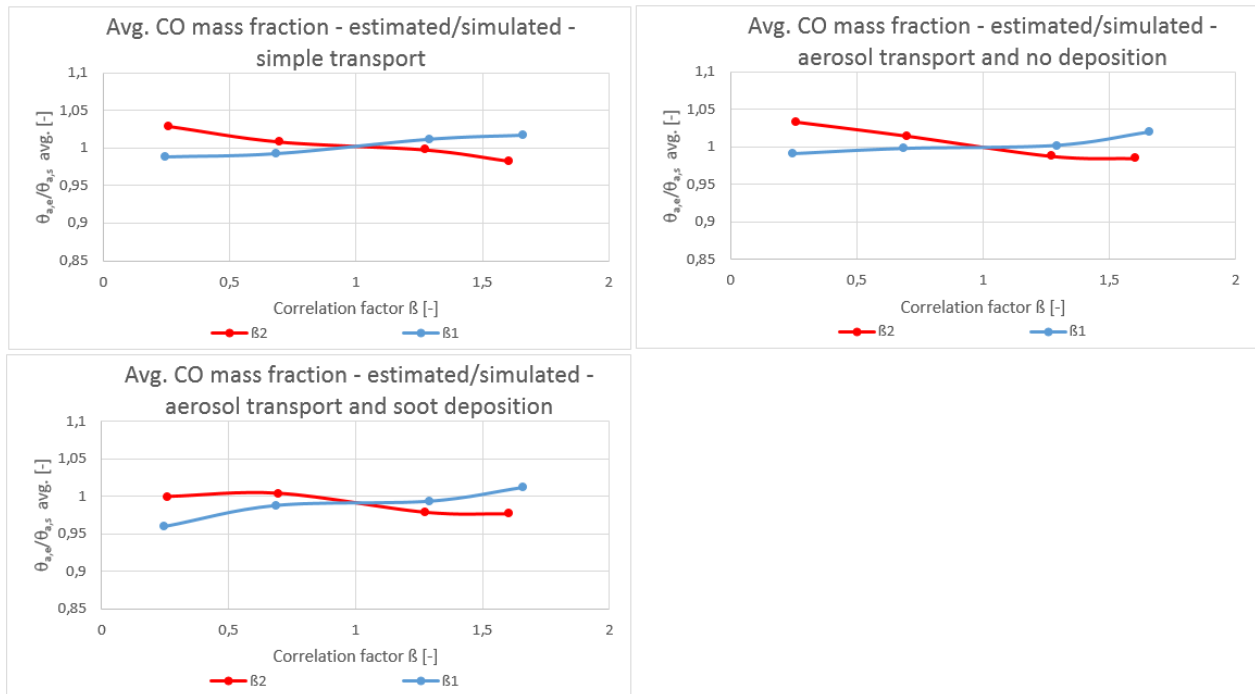 Avg. CO mass fraction - estimated/simulated -
simple transport
1,1
1,05
1
0,95
0,9
0,85
θa,e/θa,s avg. [-]
0
0,5
1
1,5
2
Correlation factor ß [-]
ß2
ß1
Avg. CO mass fraction - estimated/simulated -
aerosol transport and no deposition
1,1
1,05
1
0,95
0,9
0,85
θa,e/θa,s avg. [-]
0
0,5
1
1,5
2
Correlation factor ß [-]
ß2
ß1
Avg. CO mass fraction - estimated/simulated -
aerosol transport and soot deposition
1,1
1,05
1
0,95
0,9
0,85
θa,e/θa,s avg. [-]
0
0,5
1
1,5
2
Correlation factor ß [-]
ß2
ß1